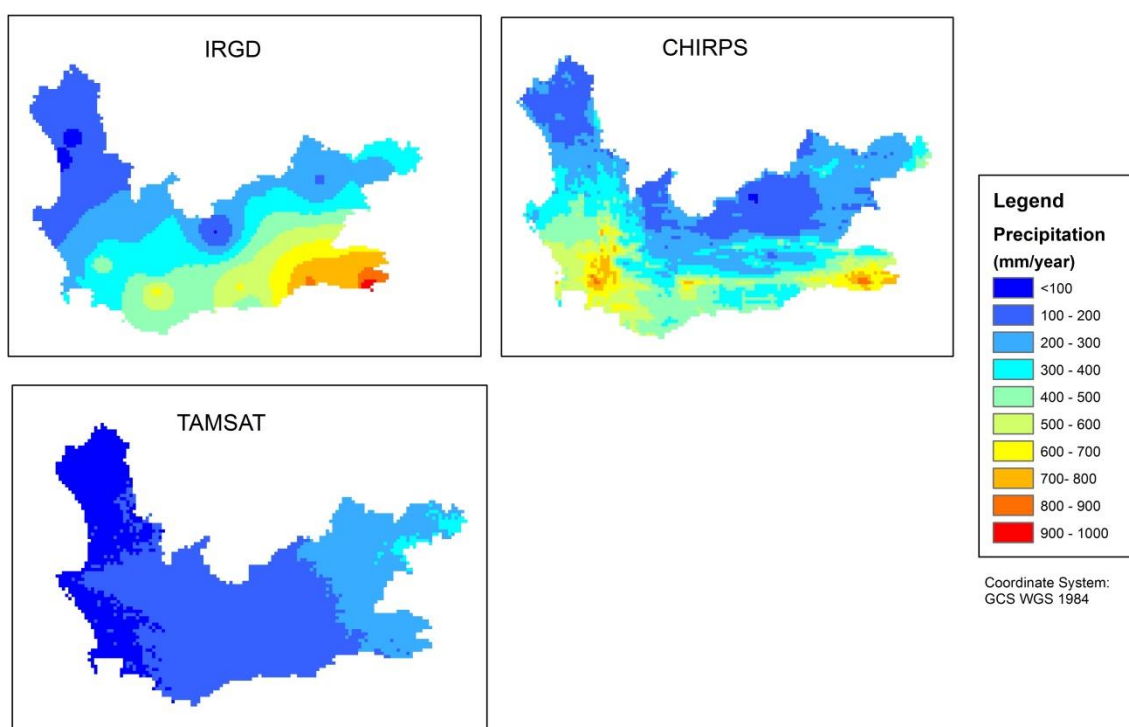 IRGD
CHIRPS
TAMSAT
Legend
Precipitation
(mm/year)
<100
100 - 200
200 - 300
300 - 400
400 - 500
500 - 600
600 - 700
700- 800
800 - 900
900 - 1000
Coordinate System:
GCS WGS 1984